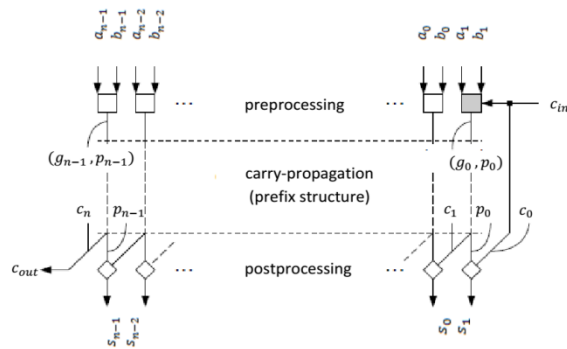 a_{n-1} b_{n-1} a_{n-2} b_{n-2} a_0 b_0 a_1 b_1
... preprocessing ... c_{in}
(g_{n-1}, p_{n-1}) (g_0, p_0)
carry-propagation
(prefix structure)
c_n p_{n-1} c_1 p_0 c_0
c_{out} ... postprocessing ...
s_{n-1} s_{n-2} s_0 s_1